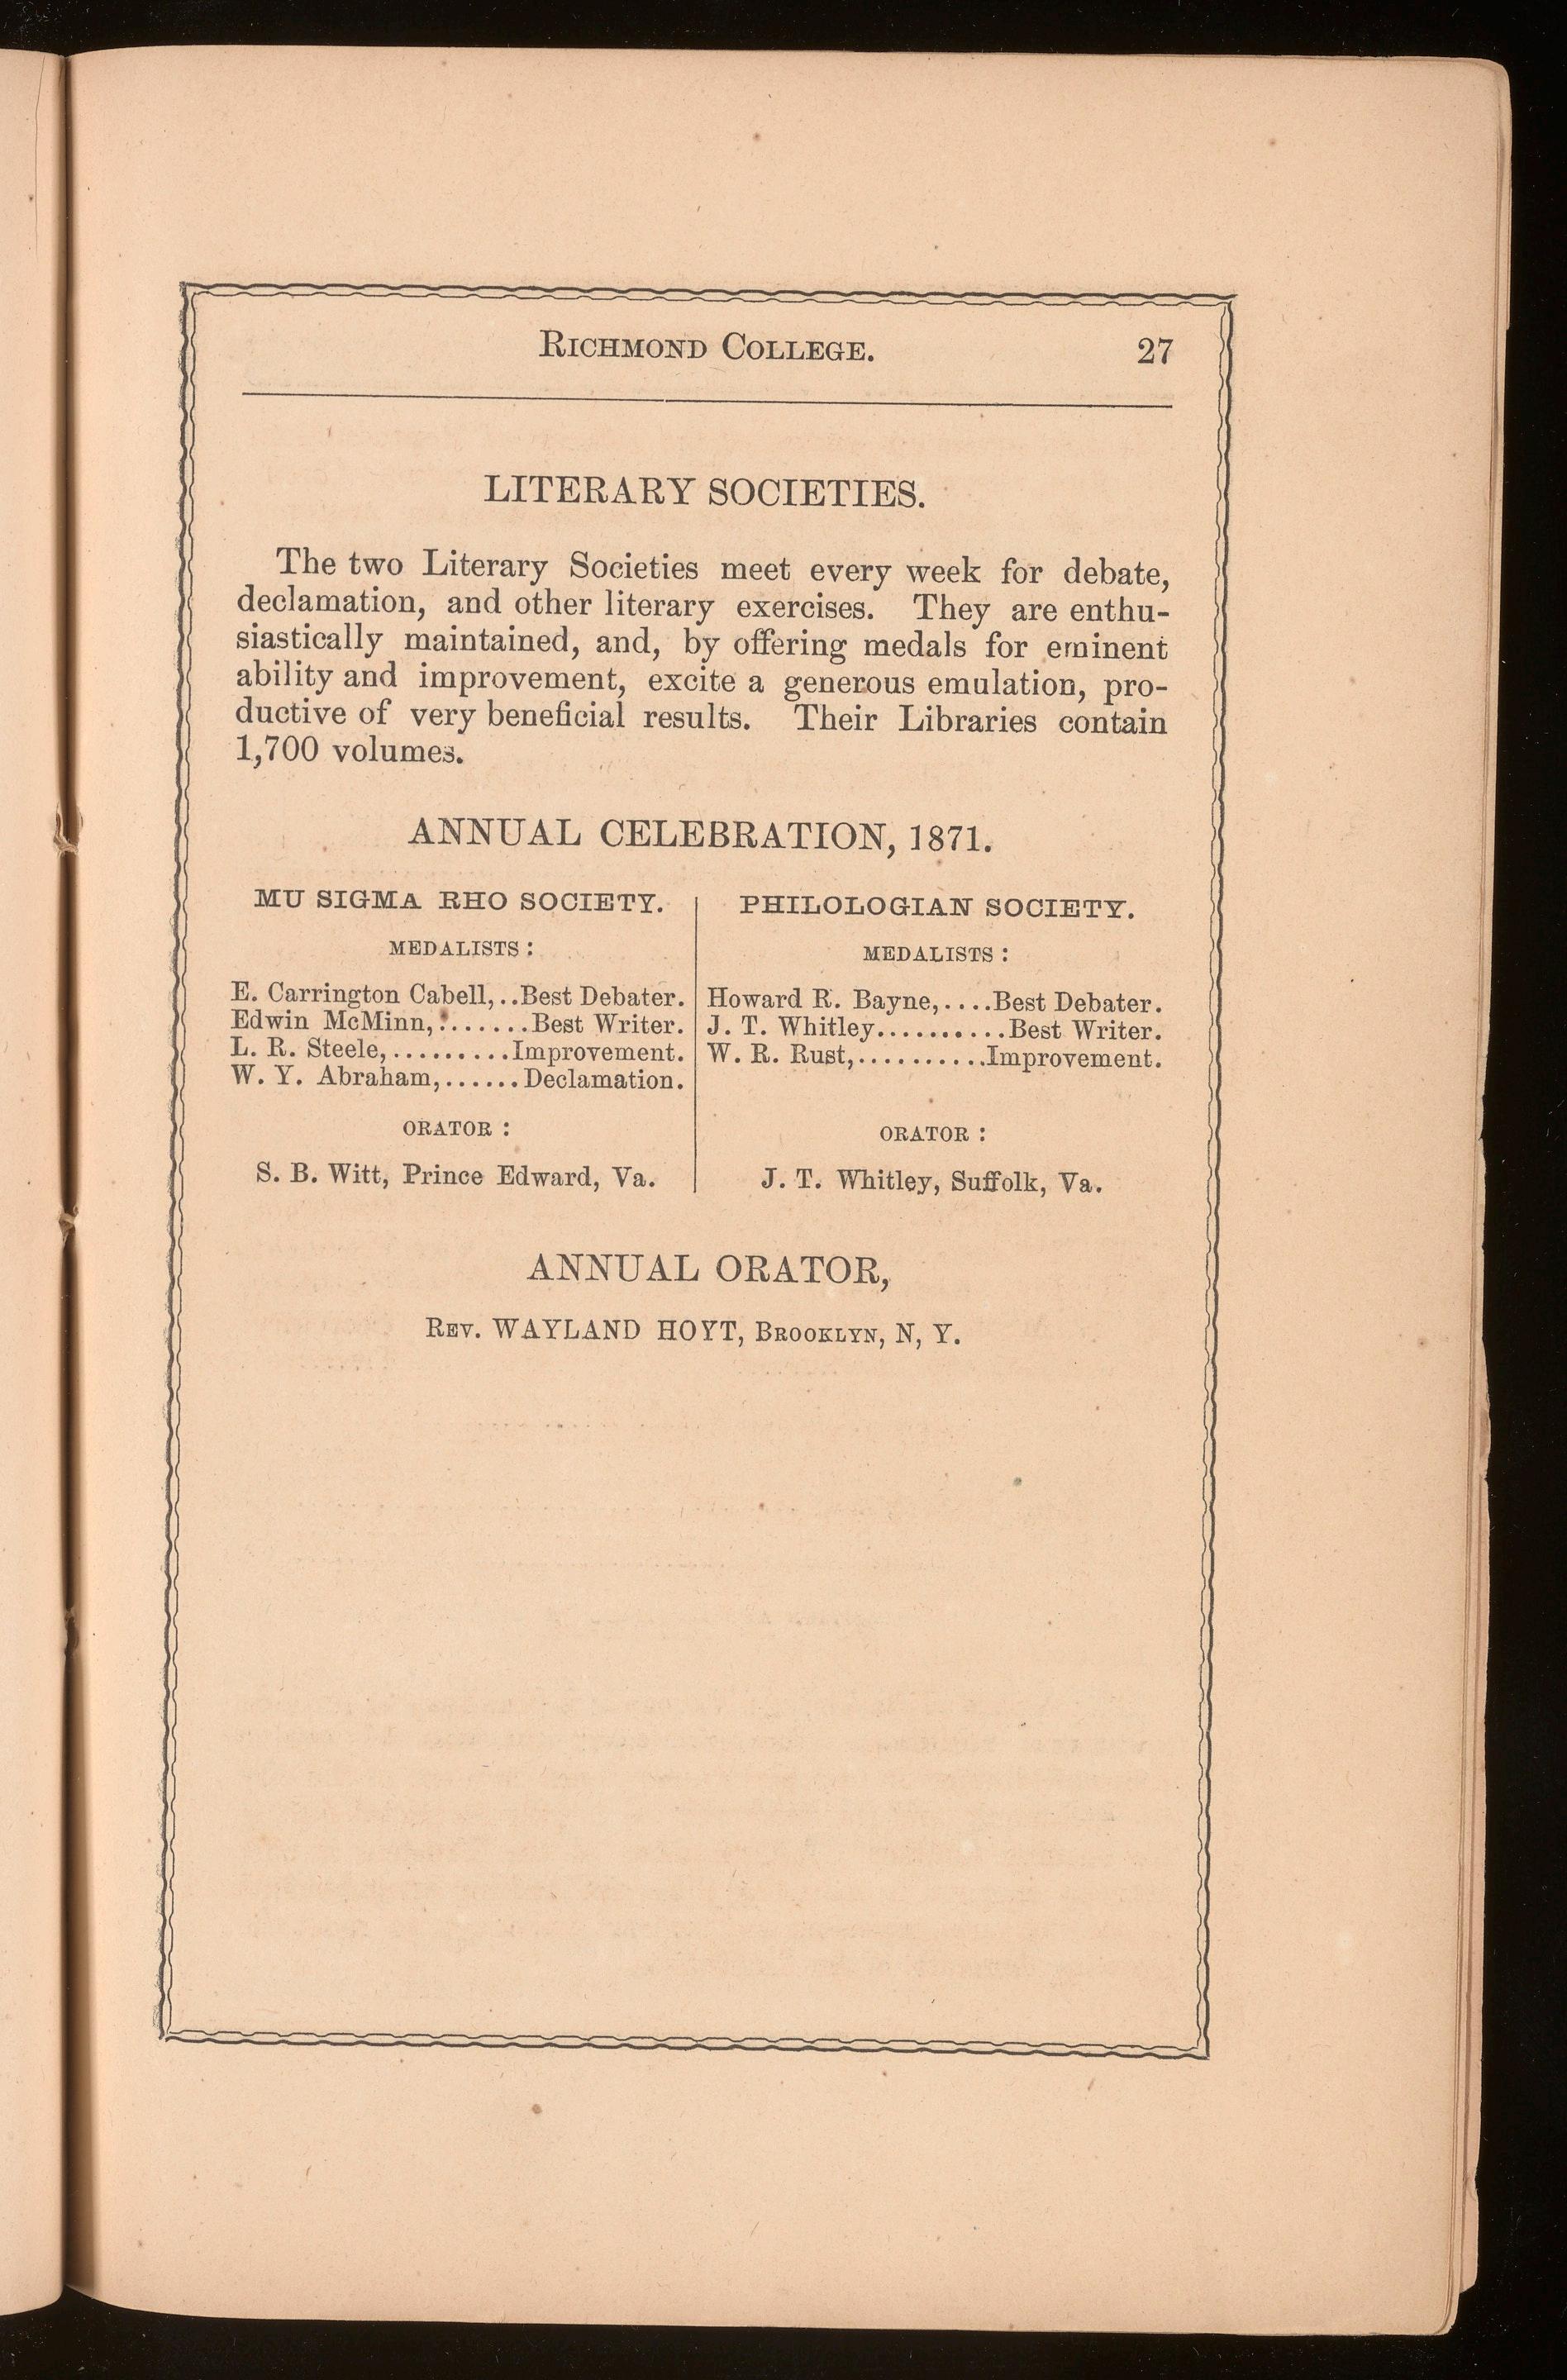 RICHMOND COLLEGE. 27
LITERARY SOCIETIES.
The two Literary Societies meet every week for debate,
declamation, and other literary exercises. They are enthu-
siastically maintained, and, by offering medals for eminent
ability and improvement, excite a generous emulation, pro-
ductive of very beneficial results. Their Libraries contain
1,700 volumes.
ANNUAL CELEBRATION, 1871.
MU SIGMA RHO SOCIETY.
MEDALISTS:
E. Carrington Cabell,..Best Debater.
Edwin McMinn,........Best Writer.
L. R. Steele,.........Improvement.
W. Y. Abraham,......Declamation.
ORATOR:
S. B. Witt, Prince Edward, Va.
PHILOLOGIAN SOCIETY.
MEDALISTS:
Howard R. Bayne,....Best Debater.
J. T. Whitley..........Best Writer.
W. R. Rust,..........Improvement.
ORATOR:
J. T. Whitley, Suffolk, Va.
ANNUAL ORATOR,
REV. WAYLAND HOYT, BROOKLYN, N, Y.